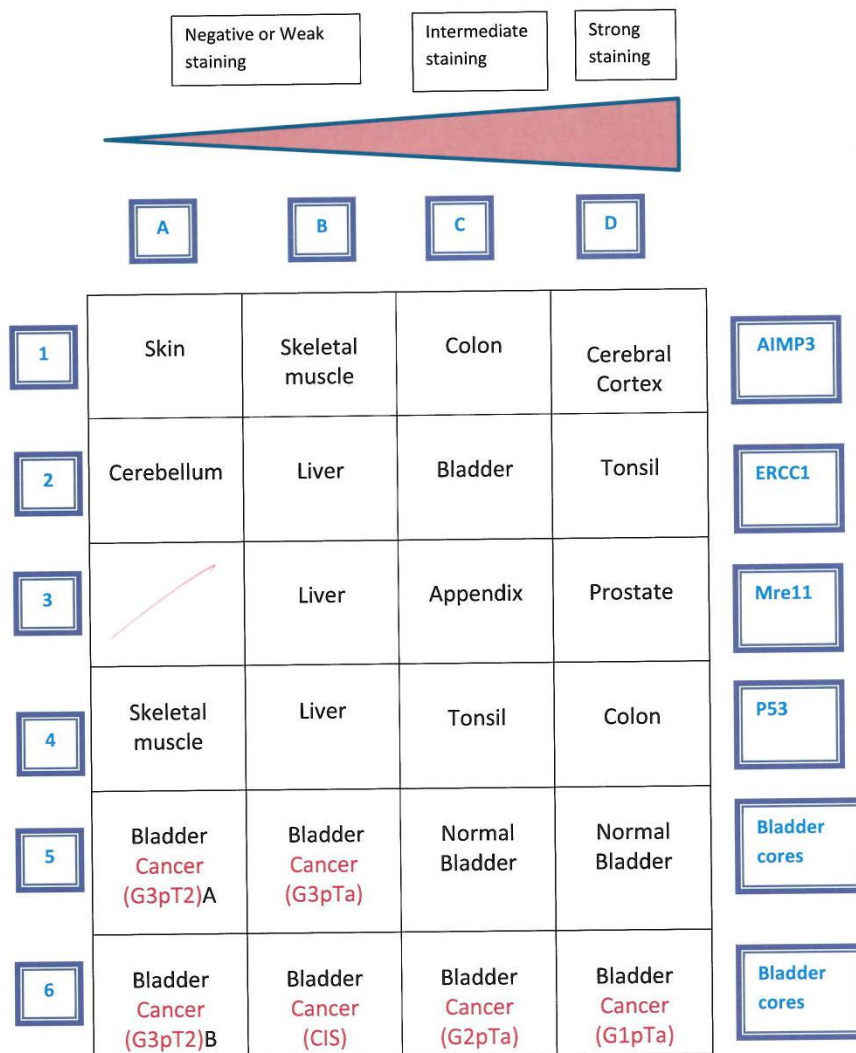 Negative or Weak
staining
Intermediate
staining
Strong
staining
A
B
C
D
1
Skin
Skeletal
muscle
Colon
Cerebral
Cortex
AIMP3
2
Cerebellum
Liver
Bladder
Tonsil
ERCC1
3
Liver
Appendix
Prostate
Mre11
4
Skeletal
muscle
Liver
Tonsil
Colon
P53
5
Bladder
Cancer
(G3pT2)A
Bladder
Cancer
(G3pTa)
Normal
Bladder
Normal
Bladder
Bladder
cores
6
Bladder
Cancer
(G3pT2)B
Bladder
Cancer
(CIS)
Bladder
Cancer
(G2pTa)
Bladder
Cancer
(G1pTa)
Bladder
cores